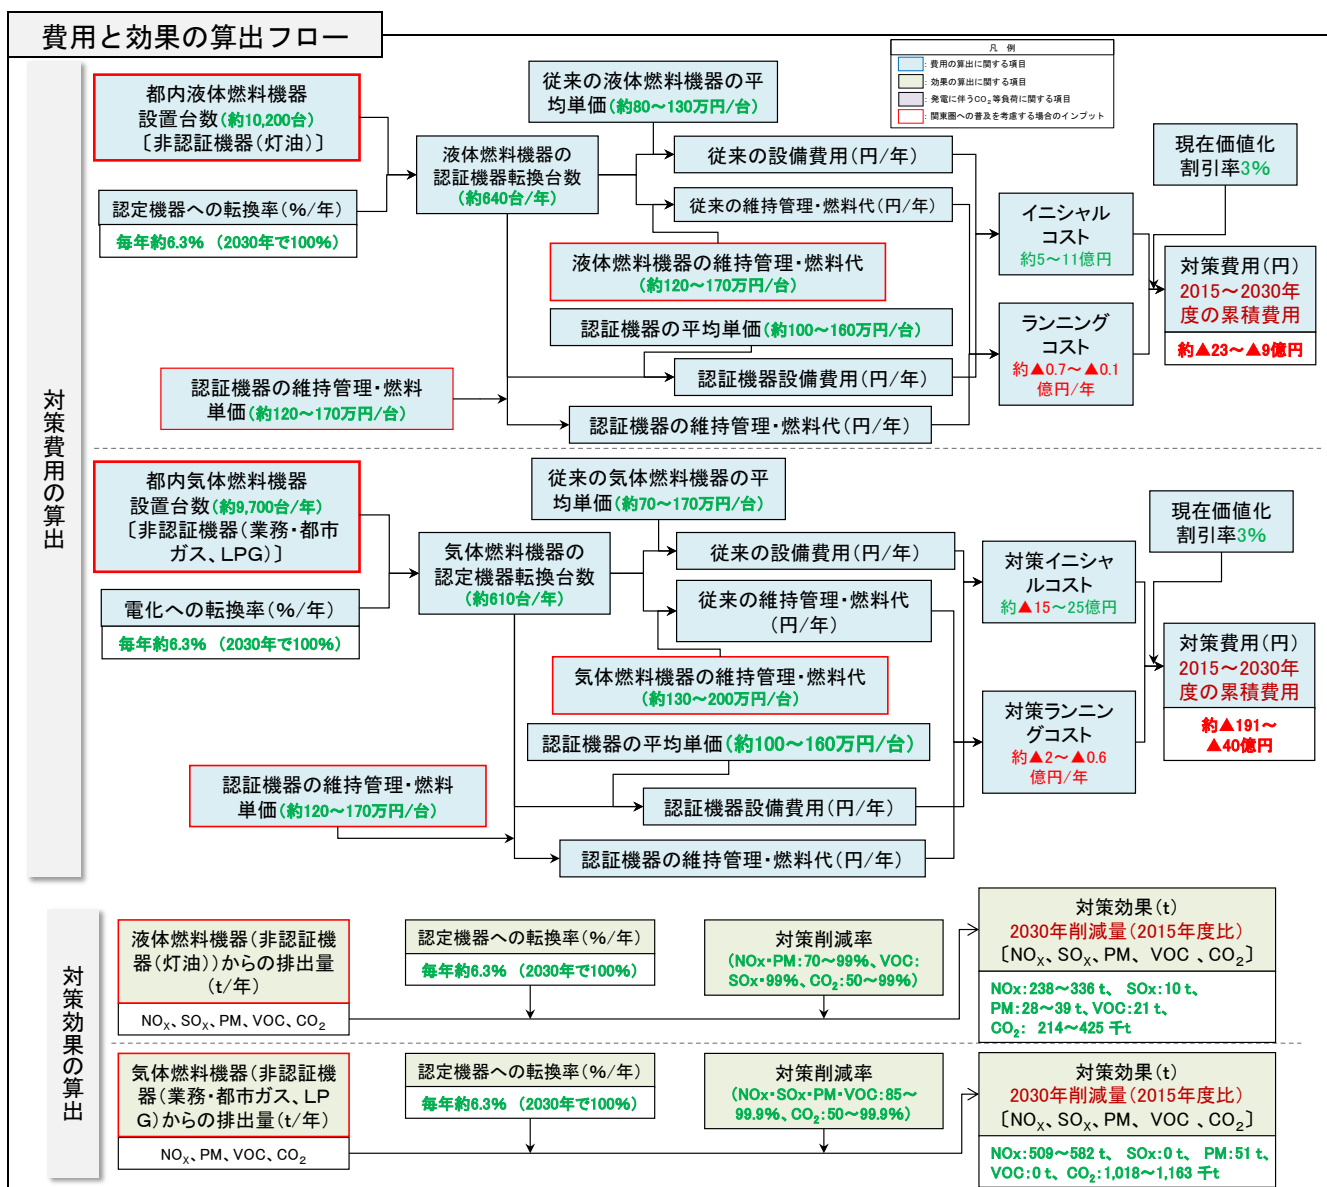 費用と効果の算出フロー
凡 例
: 費用の算出に関する項目
: 効果の算出に関する項目
: 発電に伴うCO₂等負荷に関する項目
: 関東圏への普及を考慮する場合のインプット
対策費用の算出
都内液体燃料機器
設置台数(約10,200台)
〔非認証機器(灯油)〕
認定機器への転換率(%/年)
毎年約6.3% (2030年で100%)
液体燃料機器の
認証機器転換台数
(約640台/年)
従来の液体燃料機器の平
均単価(約80～130万円/台)
従来の設備費用(円/年)
従来の維持管理・燃料代(円/年)
液体燃料機器の維持管理・燃料代
(約120～170万円/台)
認証機器の平均単価(約100～160万円/台)
認証機器設備費用(円/年)
認証機器の維持管理・燃料
単価(約120～170万円/台)
認証機器の維持管理・燃料代(円/年)
イニシャル
コスト
約5～11億円
ランニング
コスト
約▲0.7～▲0.1
億円/年
現在価値化
割引率3%
対策費用(円)
2015～2030年
度の累積費用
約▲23～▲9億円
都内気体燃料機器
設置台数(約9,700台/年)
〔非認証機器(業務・都市
ガス、LPG)〕
電化への転換率(%/年)
毎年約6.3% (2030年で100%)
気体燃料機器の
認定機器転換台数
(約610台/年)
従来の気体燃料機器の平
均単価(約70～170万円/台)
従来の設備費用(円/年)
従来の維持管理・燃料代
(円/年)
気体燃料機器の維持管理・燃料代
(約130～200万円/台)
認証機器の平均単価(約100～160万円/台)
認証機器設備費用(円/年)
認証機器の維持管理・燃料
単価(約120～170万円/台)
認証機器の維持管理・燃料代(円/年)
対策イニシャ
ルコスト
約▲15～25億円
対策ランニン
グコスト
約▲2～▲0.6
億円/年
現在価値化
割引率3%
対策費用(円)
2015～2030年
度の累積費用
約▲191～
▲40億円
対策効果の算出
液体燃料機器(非認証機
器(灯油))からの排出量
(t/年)
NOX、SOX、PM、VOC、CO₂
認定機器への転換率(%/年)
毎年約6.3% (2030年で100%)
対策削減率
(NOx・PM:70～99%、VOC:
SOx・99%、CO₂:50～99%)
対策効果(t)
2030年削減量(2015年度比)
〔NOX、SOX、PM、 VOC 、CO₂〕
NOx:238～336 t、 SOx:10 t、
PM:28～39 t、VOC:21 t、
CO₂: 214～425 千t
気体燃料機器(非認証機
器(業務・都市ガス、LP
G)からの排出量(t/年)
NOX、PM、VOC、CO₂
認定機器への転換率(%/年)
毎年約6.3% (2030年で100%)
対策削減率
(NOx・SOx・PM・VOC:85～
99.9%、CO₂:50～99.9%)
対策効果(t)
2030年削減量(2015年度比)
〔NOX、SOX、PM、 VOC 、CO₂〕
NOx:509～582 t、 SOx:0 t、 PM:51 t、
VOC:0 t、 CO₂:1,018～1,163 千t